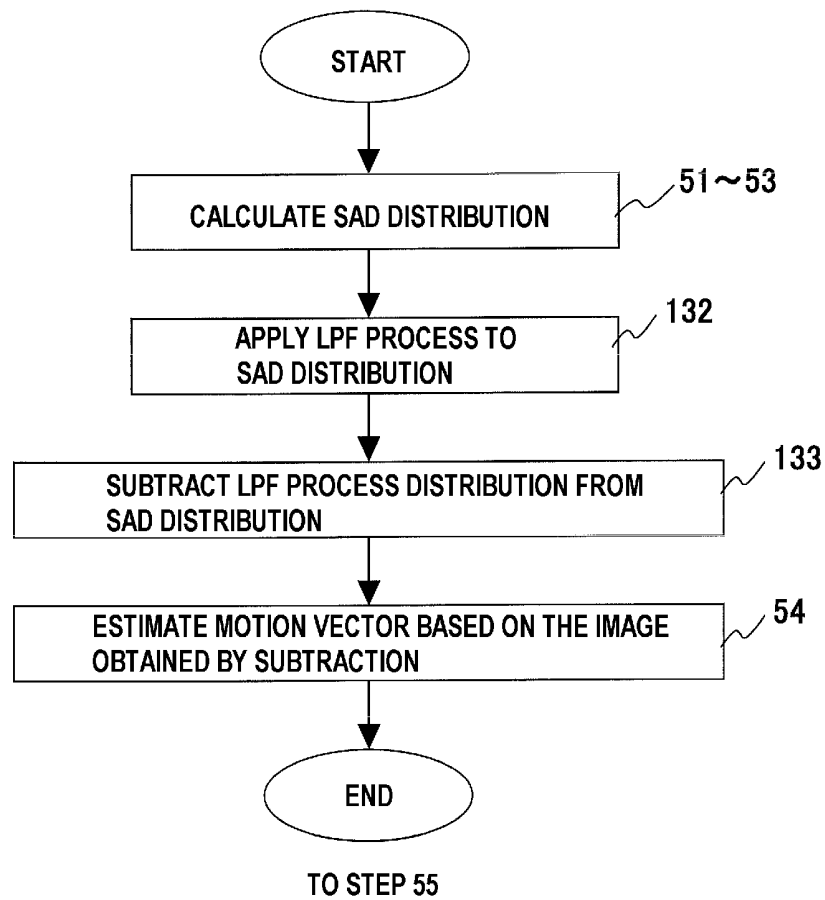 START
51～53
CALCULATE SAD DISTRIBUTION
132
APPLY LPF PROCESS TO
SAD DISTRIBUTION
133
SUBTRACT LPF PROCESS DISTRIBUTION FROM
SAD DISTRIBUTION
54
ESTIMATE MOTION VECTOR BASED ON THE IMAGE
OBTAINED BY SUBTRACTION
END
TO STEP 55